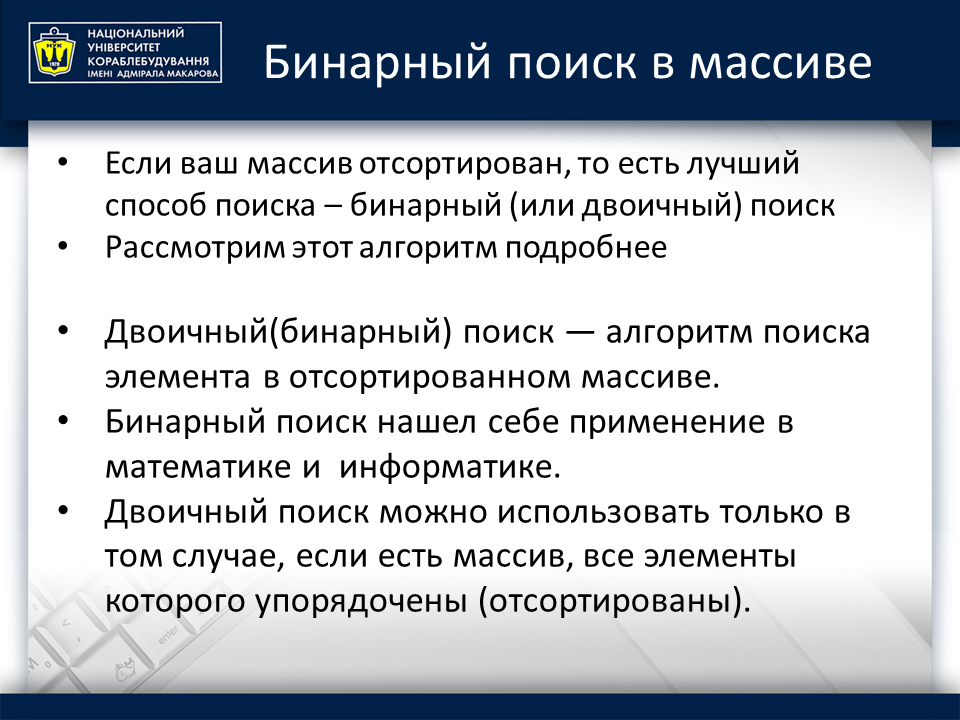 НАЦІОНАЛЬНИЙ
УНІВЕРСИТЕТ
КОРАБЛЕБУДУВАННЯ
ІМЕНІ АДМІРАЛА МАКАРОВА
НУК
1920
Бинарный поиск в массиве
• Если ваш массив отсортирован, то есть лучший
способ поиска – бинарный (или двоичный) поиск
• Рассмотрим этот алгоритм подробнее
• Двоичный(бинарный) поиск — алгоритм поиска
элемента в отсортированном массиве.
• Бинарный поиск нашел себе применение в
математике и  информатике.
• Двоичный поиск можно использовать только в
том случае, если есть массив, все элементы
которого упорядочены (отсортированы).
enter